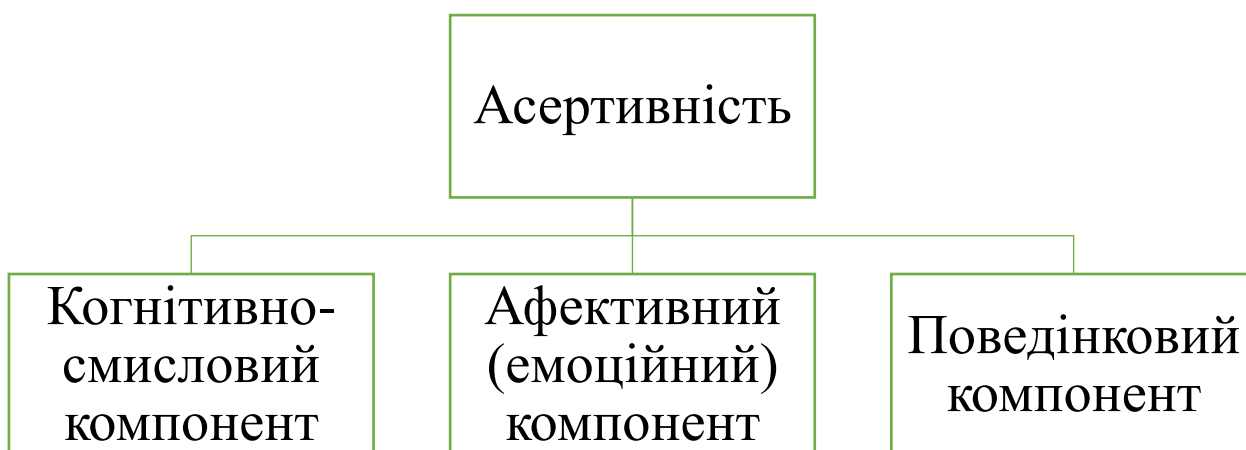 Асертивність
Когнітивно-
смисловий
компонент
Афективний
(емоційний)
компонент
Поведінковий
компонент